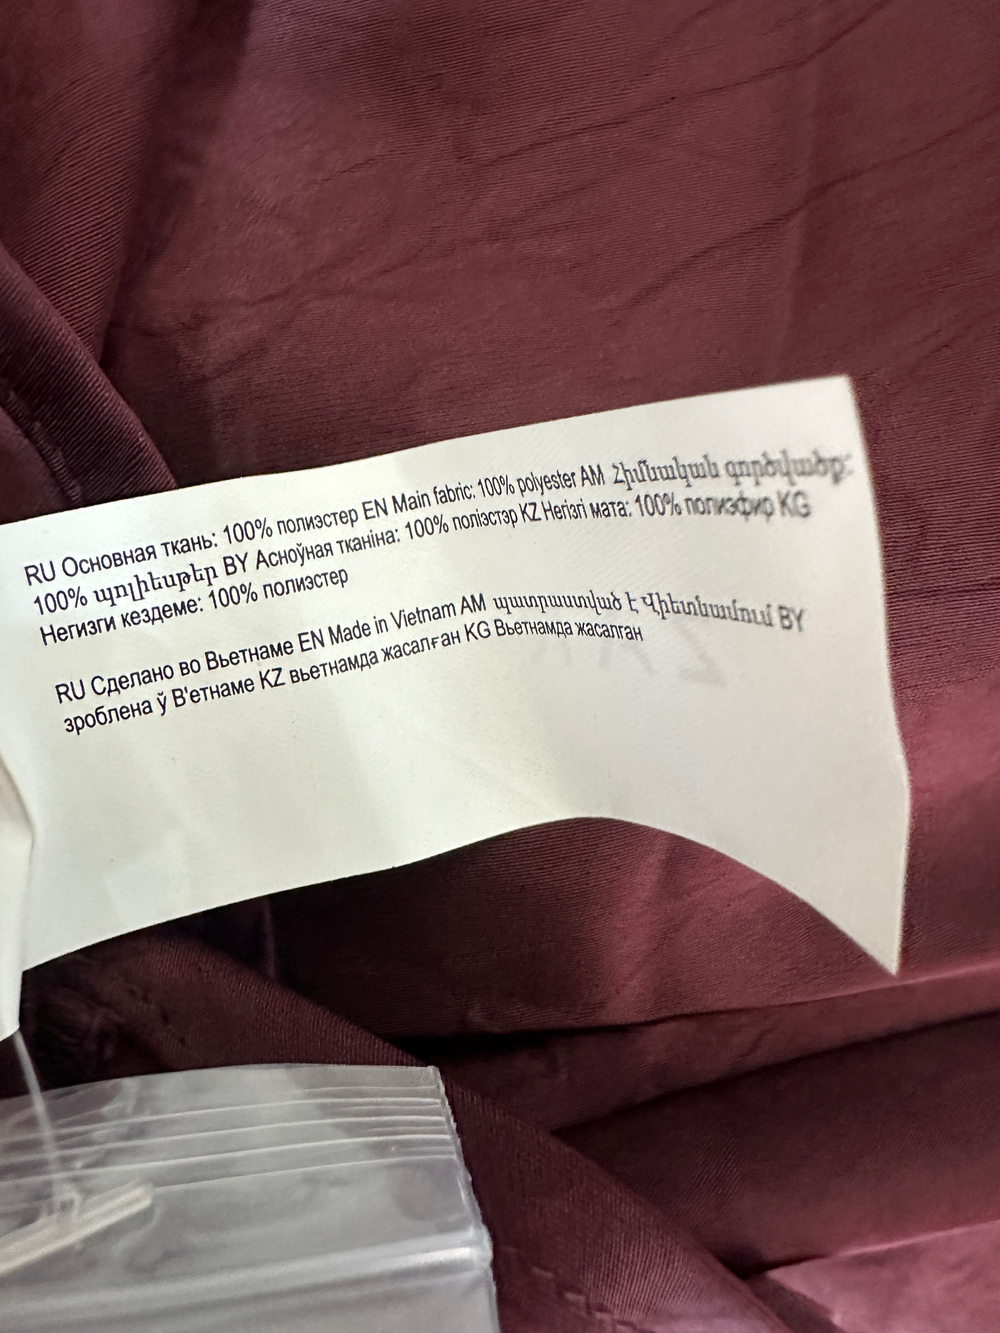 RU Основная ткань: 100% полиэстер EN Main fabric: 100% polyester AM Հիմնական գործվածք:
100% պոլիեսթեր BY Асноўная тканіна: 100% поліэстэр KZ Негізгі мата: 100% полиэфир KG
Негизги кездеме: 100% полиэстер
RU Сделано во Вьетнаме EN Made in Vietnam AM պատրաստված է Վիետնամում BY
зроблена ў В'етнаме KZ вьетнамда жасалған KG Вьетнамда жасалган